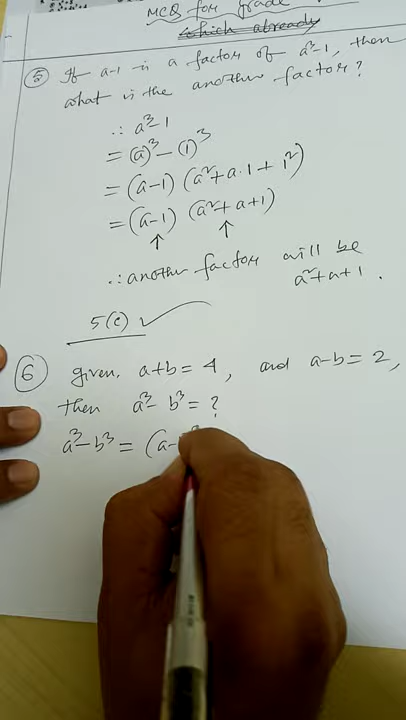 MCQ for grade
which already
⑤ If a-1 is a factor of a³-1, then
what is the another factor?
∴ a³-1
= (a)³-(1)³
= (a-1) (a²+a.1+1²)
= (a-1) (a²+a+1)
↑ ↑
∴ another factor will be
a²+a+1.
5(c) ✓
⑥ given, a+b=4, and a-b=2,
then a³-b³=?
a³-b³= (a-